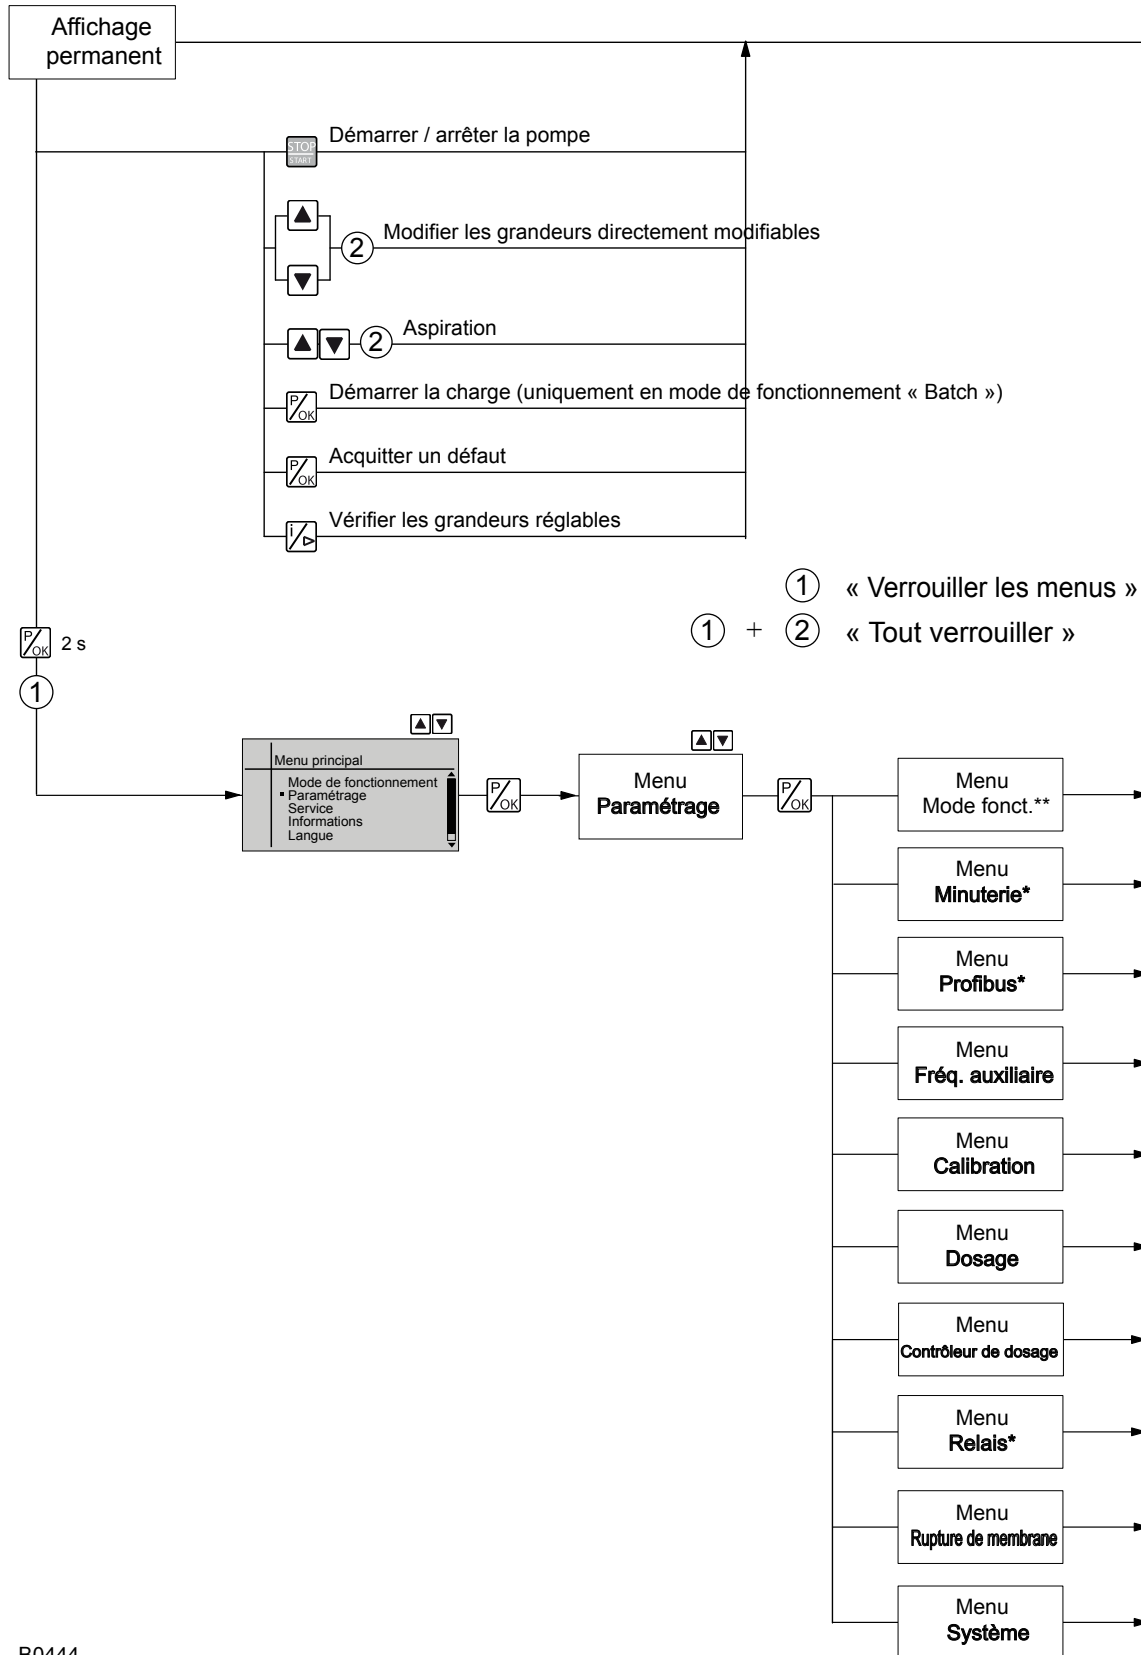 Affichage
permanent
STOP
START
Démarrer / arrêter la pompe
2
Modifier les grandeurs directement modifiables
2
Aspiration
P/OK
Démarrer la charge (uniquement en mode de fonctionnement « Batch »)
P/OK
Acquitter un défaut
i/
Vérifier les grandeurs réglables
1 « Verrouiller les menus »
1 + 2 « Tout verrouiller »
P/OK 2 s
1
Menu principal
Mode de fonctionnement
Paramétrage
Service
Informations
Langue
P/OK
Menu
Paramétrage
P/OK
Menu
Mode fonct.**
Menu
Minuterie*
Menu
Profibus*
Menu
Fréq. auxiliaire
Menu
Calibration
Menu
Dosage
Menu
Contrôleur de dosage
Menu
Relais*
Menu
Rupture de membrane
Menu
Système